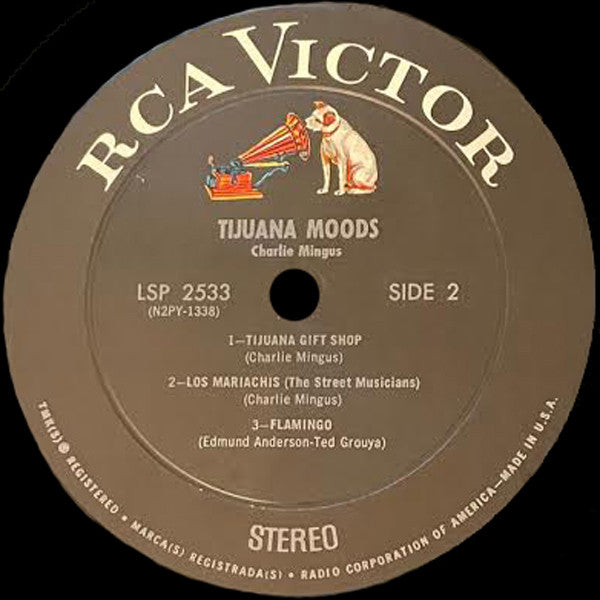 RCA VICTOR
TIJUANA MOODS
Charlie Mingus
LSP 2533
(N2PY-1338)
SIDE 2
1—TIJUANA GIFT SHOP
(Charlie Mingus)
2—LOS MARIACHIS (The Street Musicians)
(Charlie Mingus)
3—FLAMINGO
(Edmund Anderson-Ted Grouya)
STEREO
TMK(S) ® REGISTERED • MARCA(S) REGISTRADA(S) • RADIO CORPORATION OF AMERICA—MADE IN U.S.A.